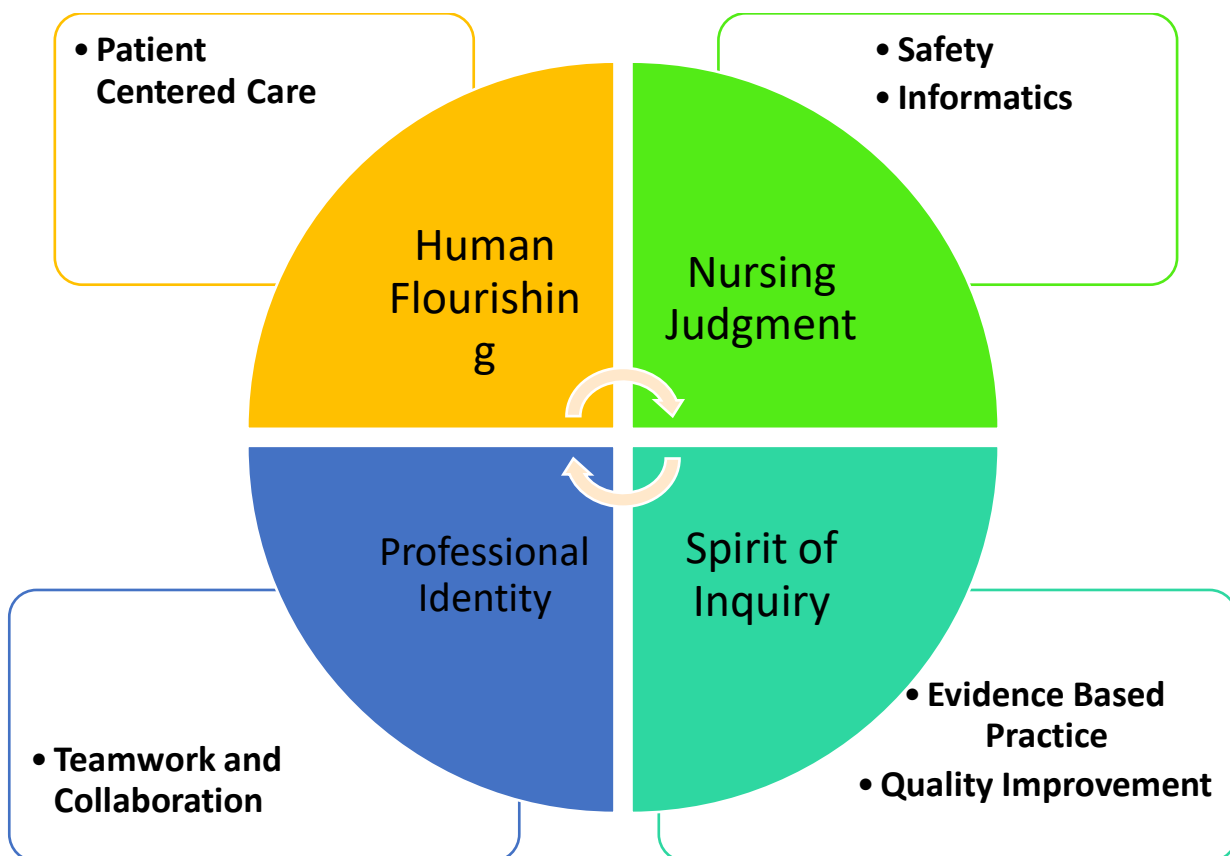 • Patient
Centered Care
• Safety
• Informatics
Human
Flourishin
g
Nursing
Judgment
Professional
Identity
Spirit of
Inquiry
• Teamwork and
Collaboration
• Evidence Based
Practice
• Quality Improvement